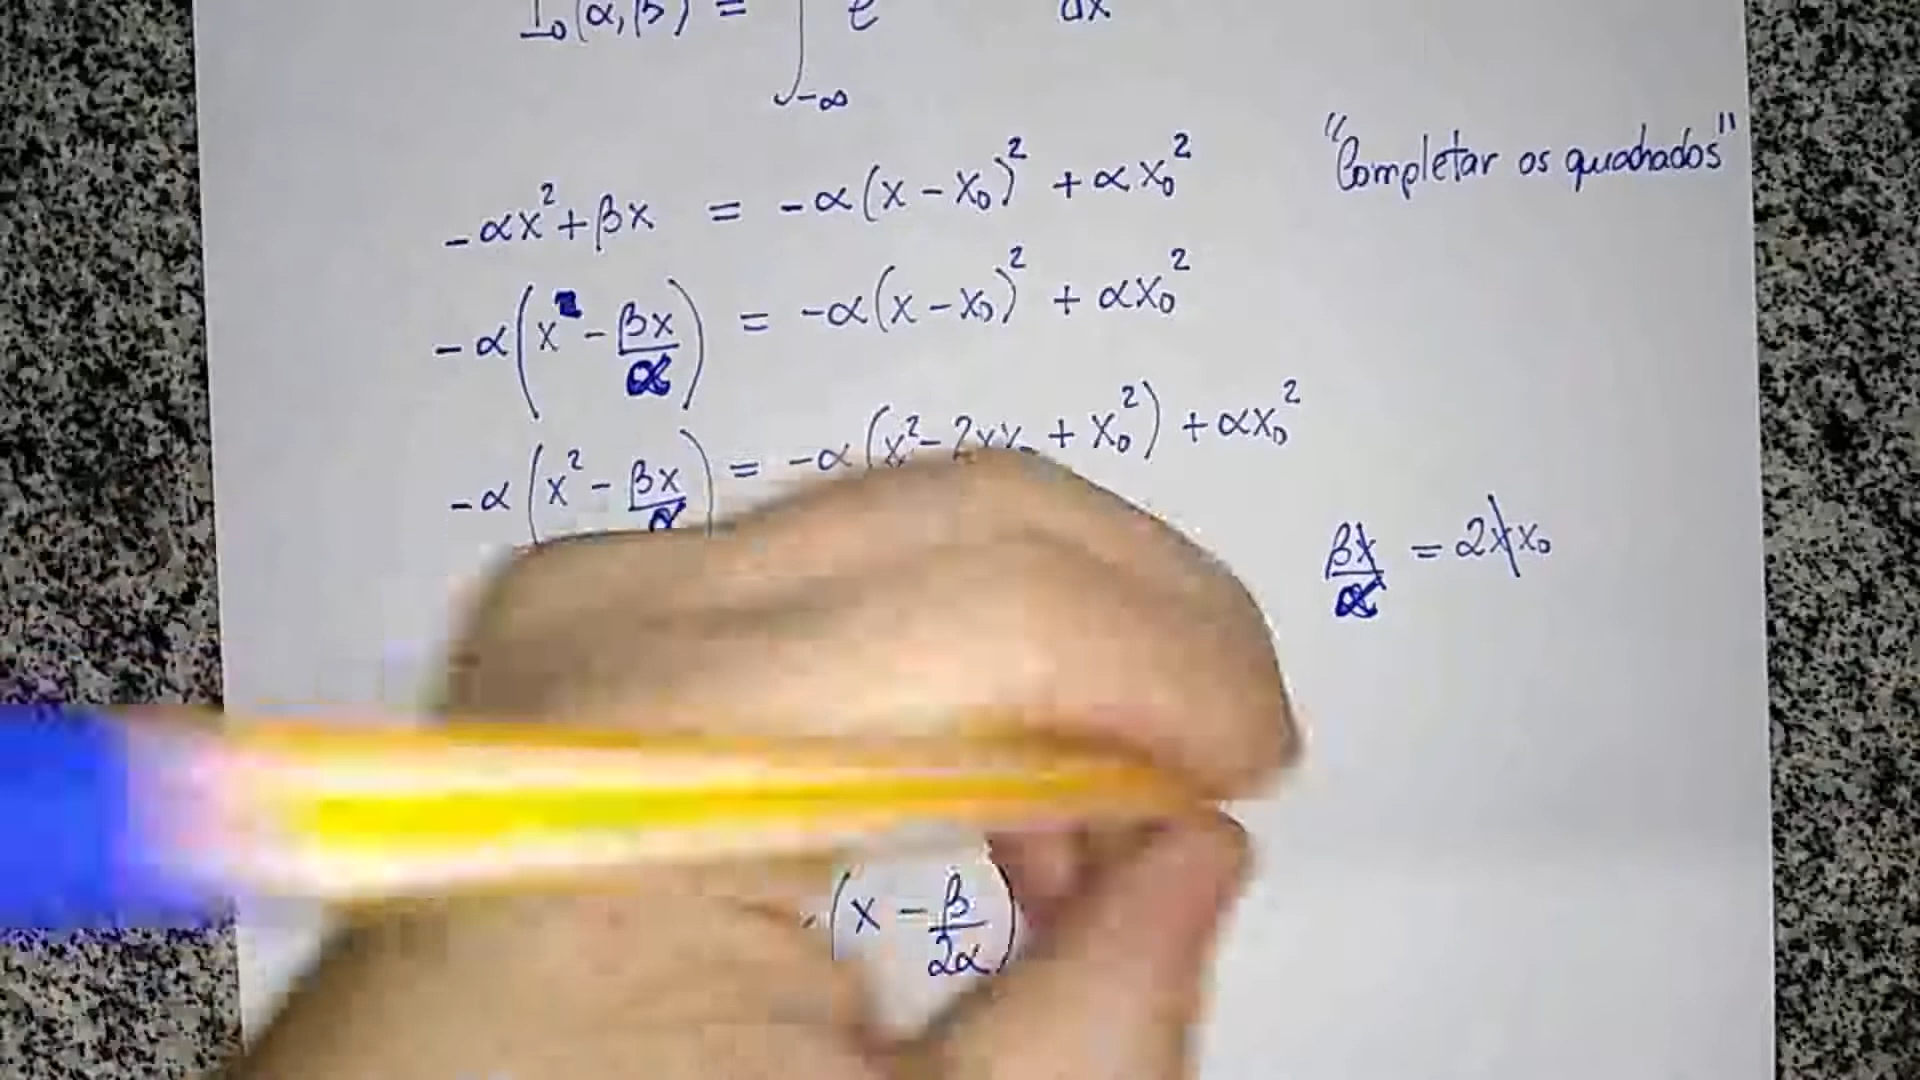 I₀(α,β) = ∫ e dx
-∞
"Completar os quadrados"
-αx² + βx = -α(x - x₀)² + αx₀²
-α(x² - βx/α) = -α(x - x₀)² + αx₀²
-α(x² - βx/α) = -α(x² - 2xx₀ + x₀²) + αx₀²
βx/α = 2xx₀
(x - β/2α)